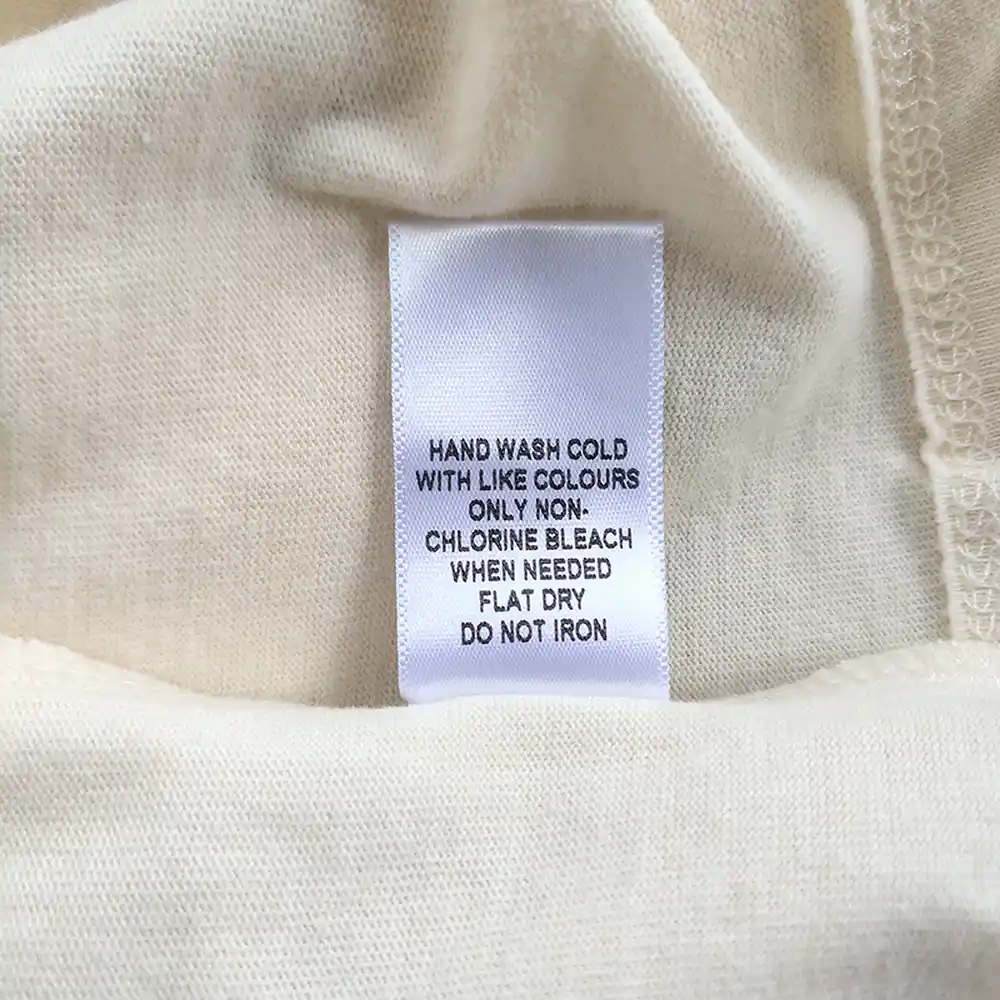 HAND WASH COLD
WITH LIKE COLOURS
ONLY NON-
CHLORINE BLEACH
WHEN NEEDED
FLAT DRY
DO NOT IRON